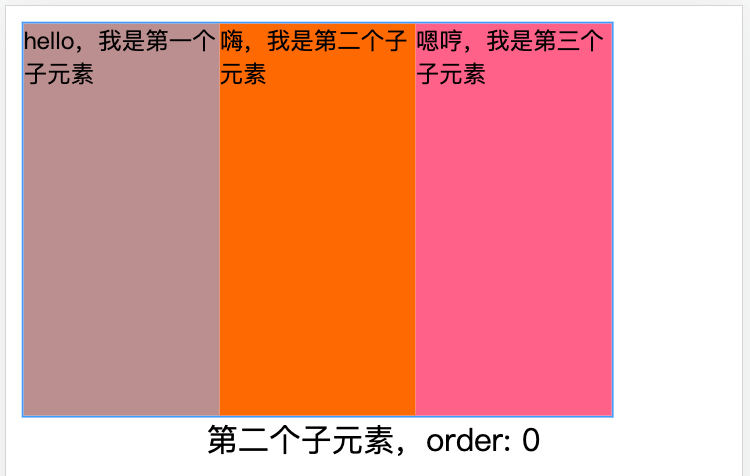 hello，我是第一个
子元素
嗨，我是第二个子
元素
嗯哼，我是第三个
子元素
第二个子元素，order: 0